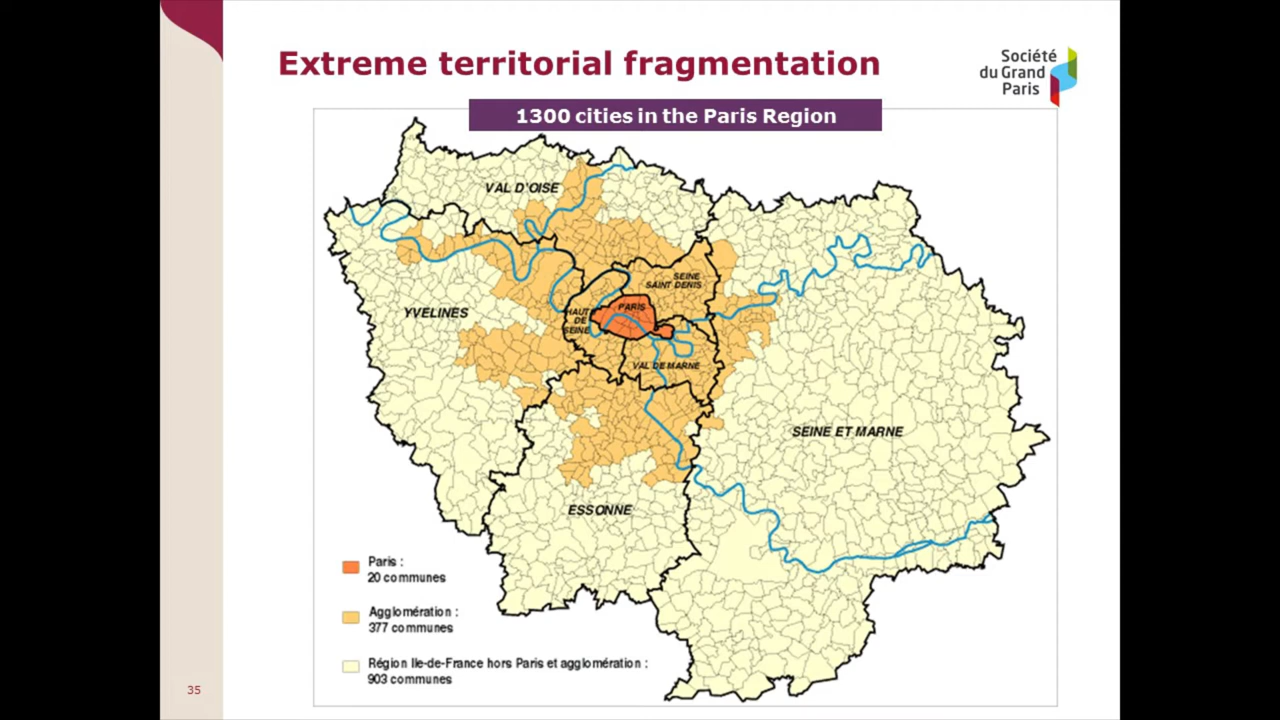 Extreme territorial fragmentation
Société
du Grand
Paris
1300 cities in the Paris Region
VAL D'OISE
SEINE
SAINT DENIS
PARIS
HAUT
DE
SEINE
YVELINES
VAL DE MARNE
SEINE ET MARNE
ESSONNE
Paris :
20 communes
Agglomération :
377 communes
Région Ile-de-France hors Paris et agglomération :
903 communes
35